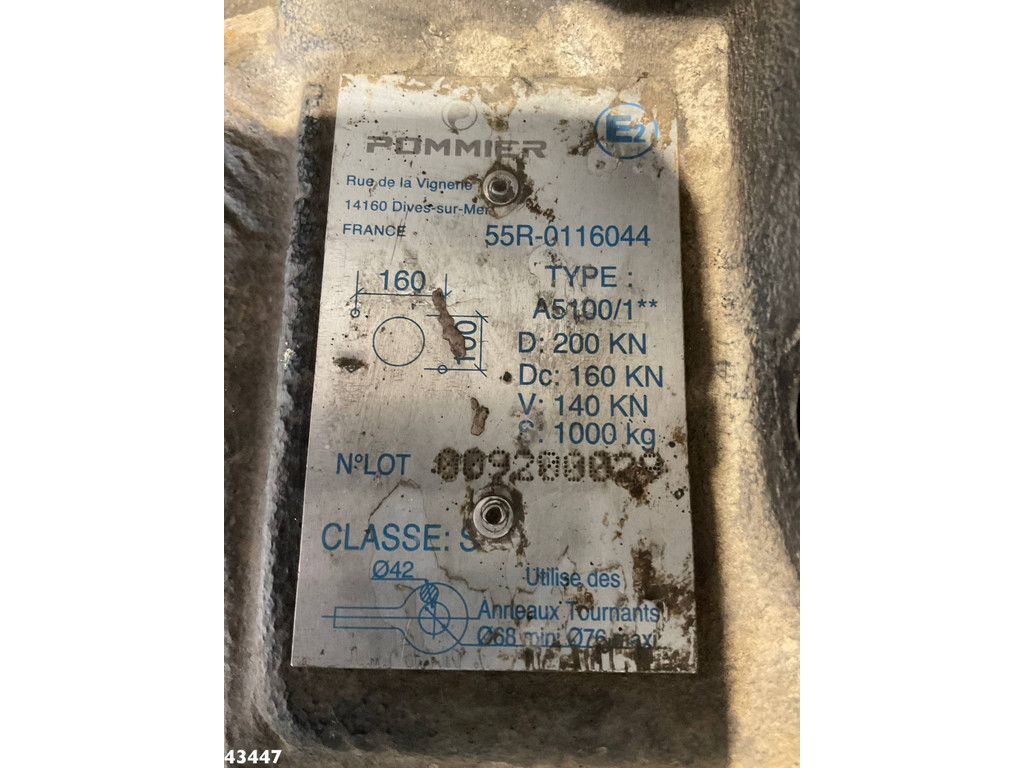 POMMIER
E2
Rue de la Vignerie
14160 Dives-sur-Mer
FRANCE
55R-0116044
160
100
TYPE :
A5100/1**
D: 200 KN
Dc: 160 KN
V: 140 KN
S: 1000 kg
N°LOT
CLASSE: S
Ø42
Utilise des
Anneaux Tournants
Ø68 mini Ø76 maxi
43447